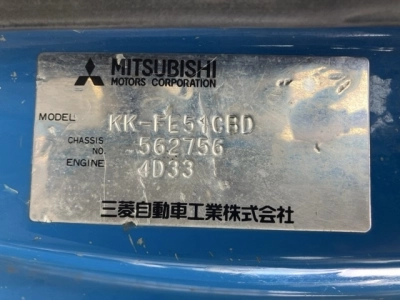 MITSUBISHI
MOTORS CORPORATION
MODEL KK-FE51CBD
CHASSIS NO. 562756
ENGINE 4D33
三菱自動車工業株式会社